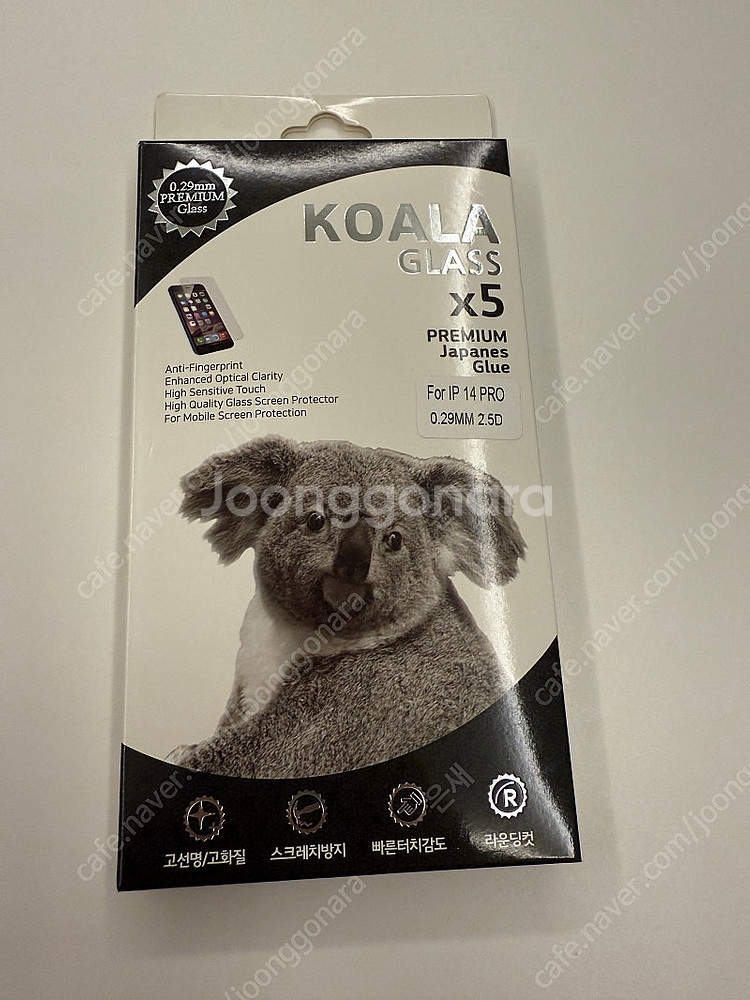 0.29mm
PREMIUM
Glass
KOALA
GLASS
x5
PREMIUM
Japanes
Glue
For IP 14 PRO
0.29MM 2.5D
Anti-Fingerprint
Enhanced Optical Clarity
High Sensitive Touch
High Quality Glass Screen Protector
For Mobile Screen Protection
Joonggonara
R
고선명/고화질
스크레치방지
빠른터치감도
라운딩컷
cafe.naver.com/joonggonara